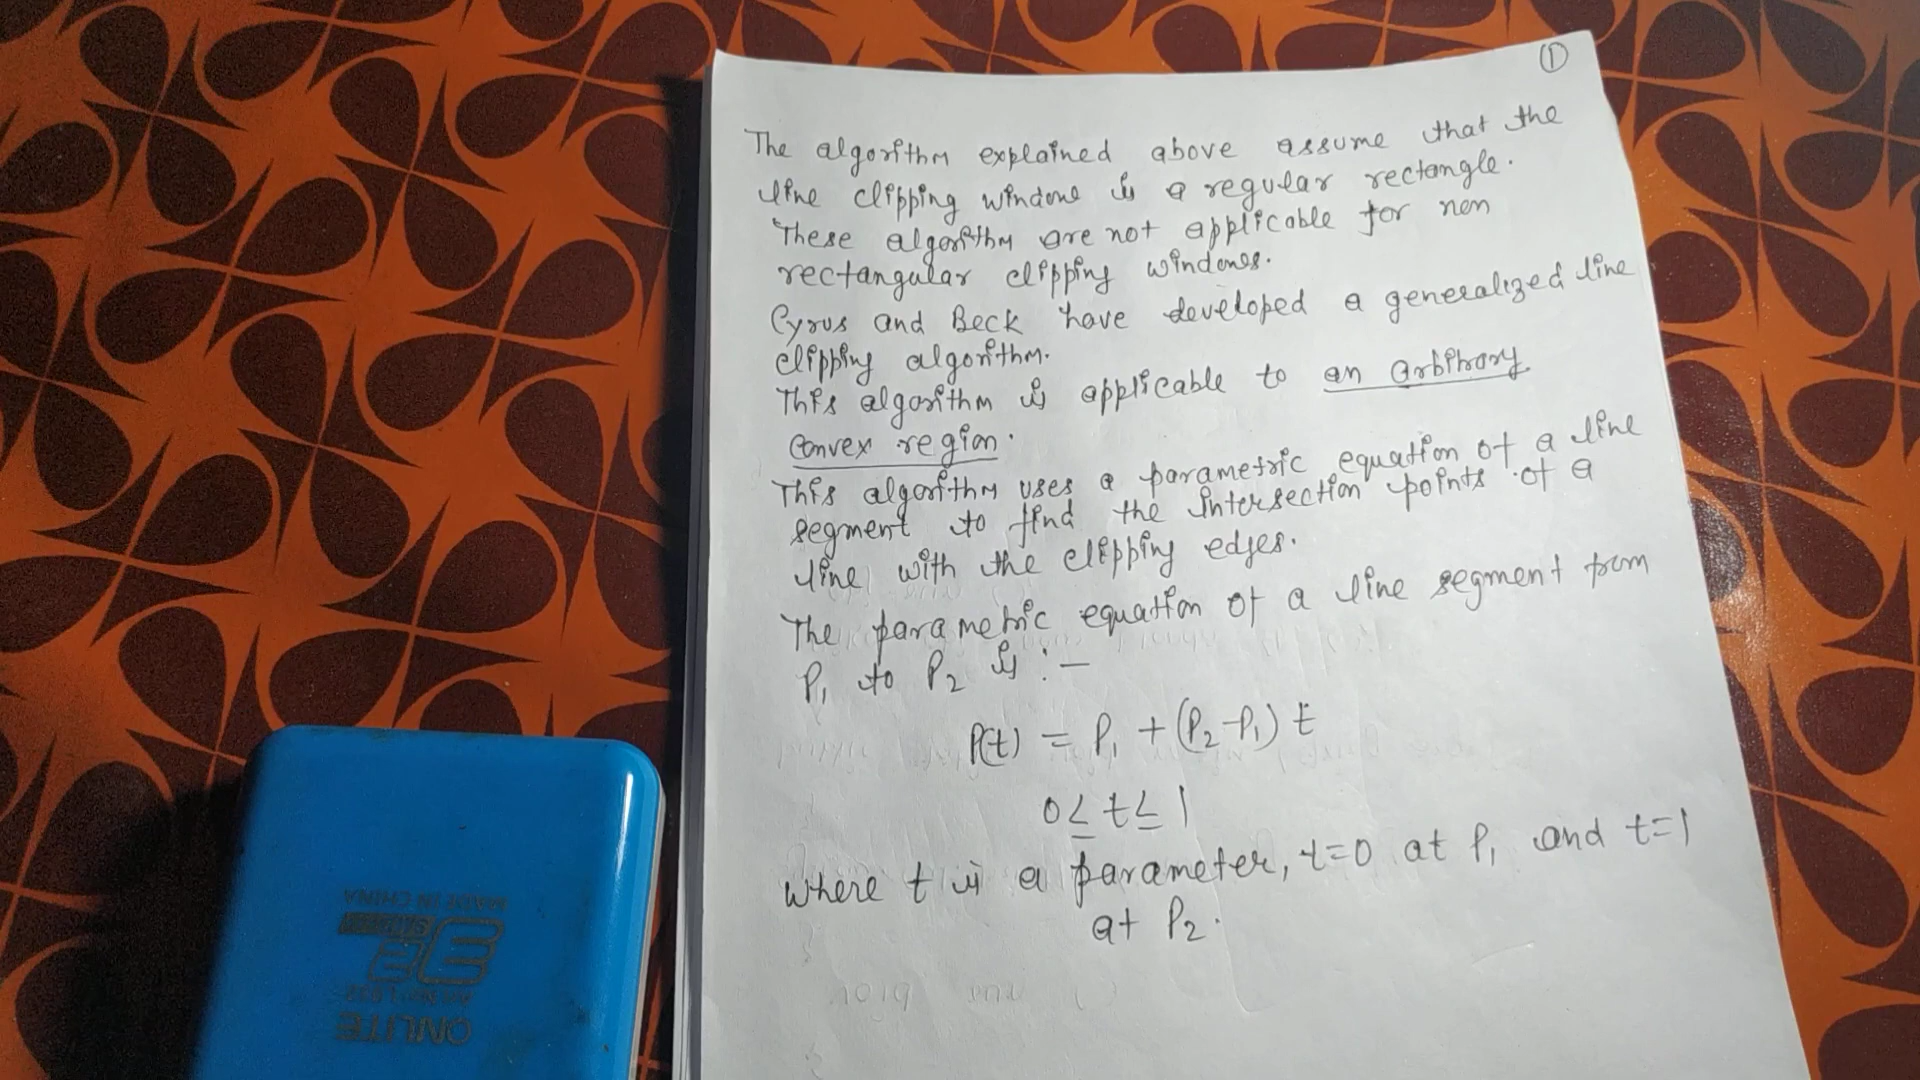 ①
The algorithm explained above assume that the
line clipping windone is a regular rectangle.
These algorithm are not applicable for non
rectangular clipping windones.
Cyrus and Beck have developed a generalized line
clipping algorithm.
This algorithm is applicable to an arbitrary
convex region.
This algorithm uses a parametric equation of a line
segment to find the intersection points of a
line with the clipping edges.
The parametric equation of a line segment from
P₁ to P₂ is :-
P(t) = P₁ + (P₂-P₁) t
0 ≤ t ≤ 1
where t is a parameter, t=0 at P₁ and t=1
at P₂.
MADE IN CHINA
ONLITE